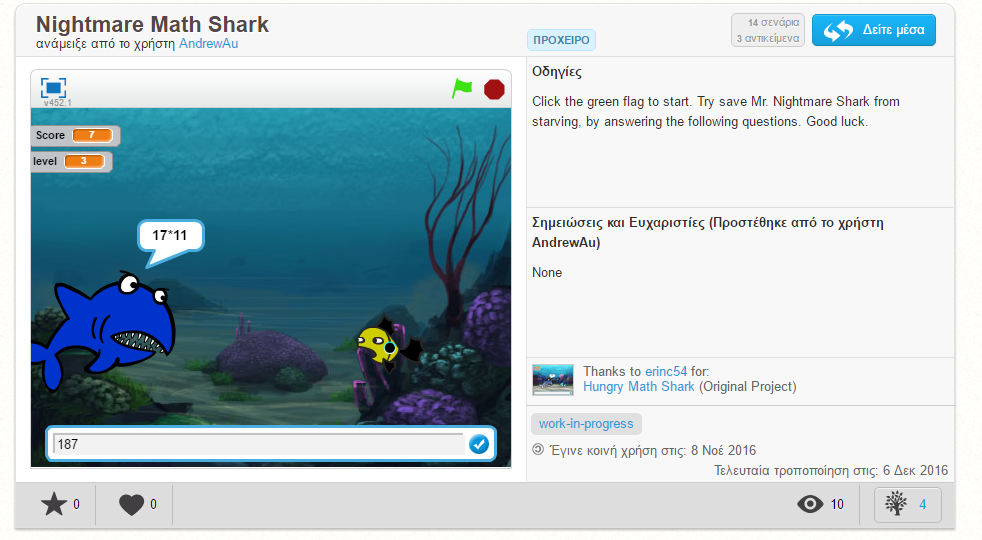 Nightmare Math Shark
ανάμειξε από το χρήστη AndrewAu
ΠΡΟΧΕΙΡΟ
14 σενάρια
3 αντικείμενα
Δείτε μέσα
v452.1
Score 7
level 3
17*11
187
Οδηγίες
Click the green flag to start. Try save Mr. Nightmare Shark from
starving, by answering the following questions. Good luck.
Σημειώσεις και Ευχαριστίες (Προστέθηκε από το χρήστη
AndrewAu)
None
Thanks to erinc54 for:
Hungry Math Shark (Original Project)
work-in-progress
Έγινε κοινή χρήση στις: 8 Νοέ 2016
Τελευταία τροποποίηση στις: 6 Δεκ 2016
0
0
10
4